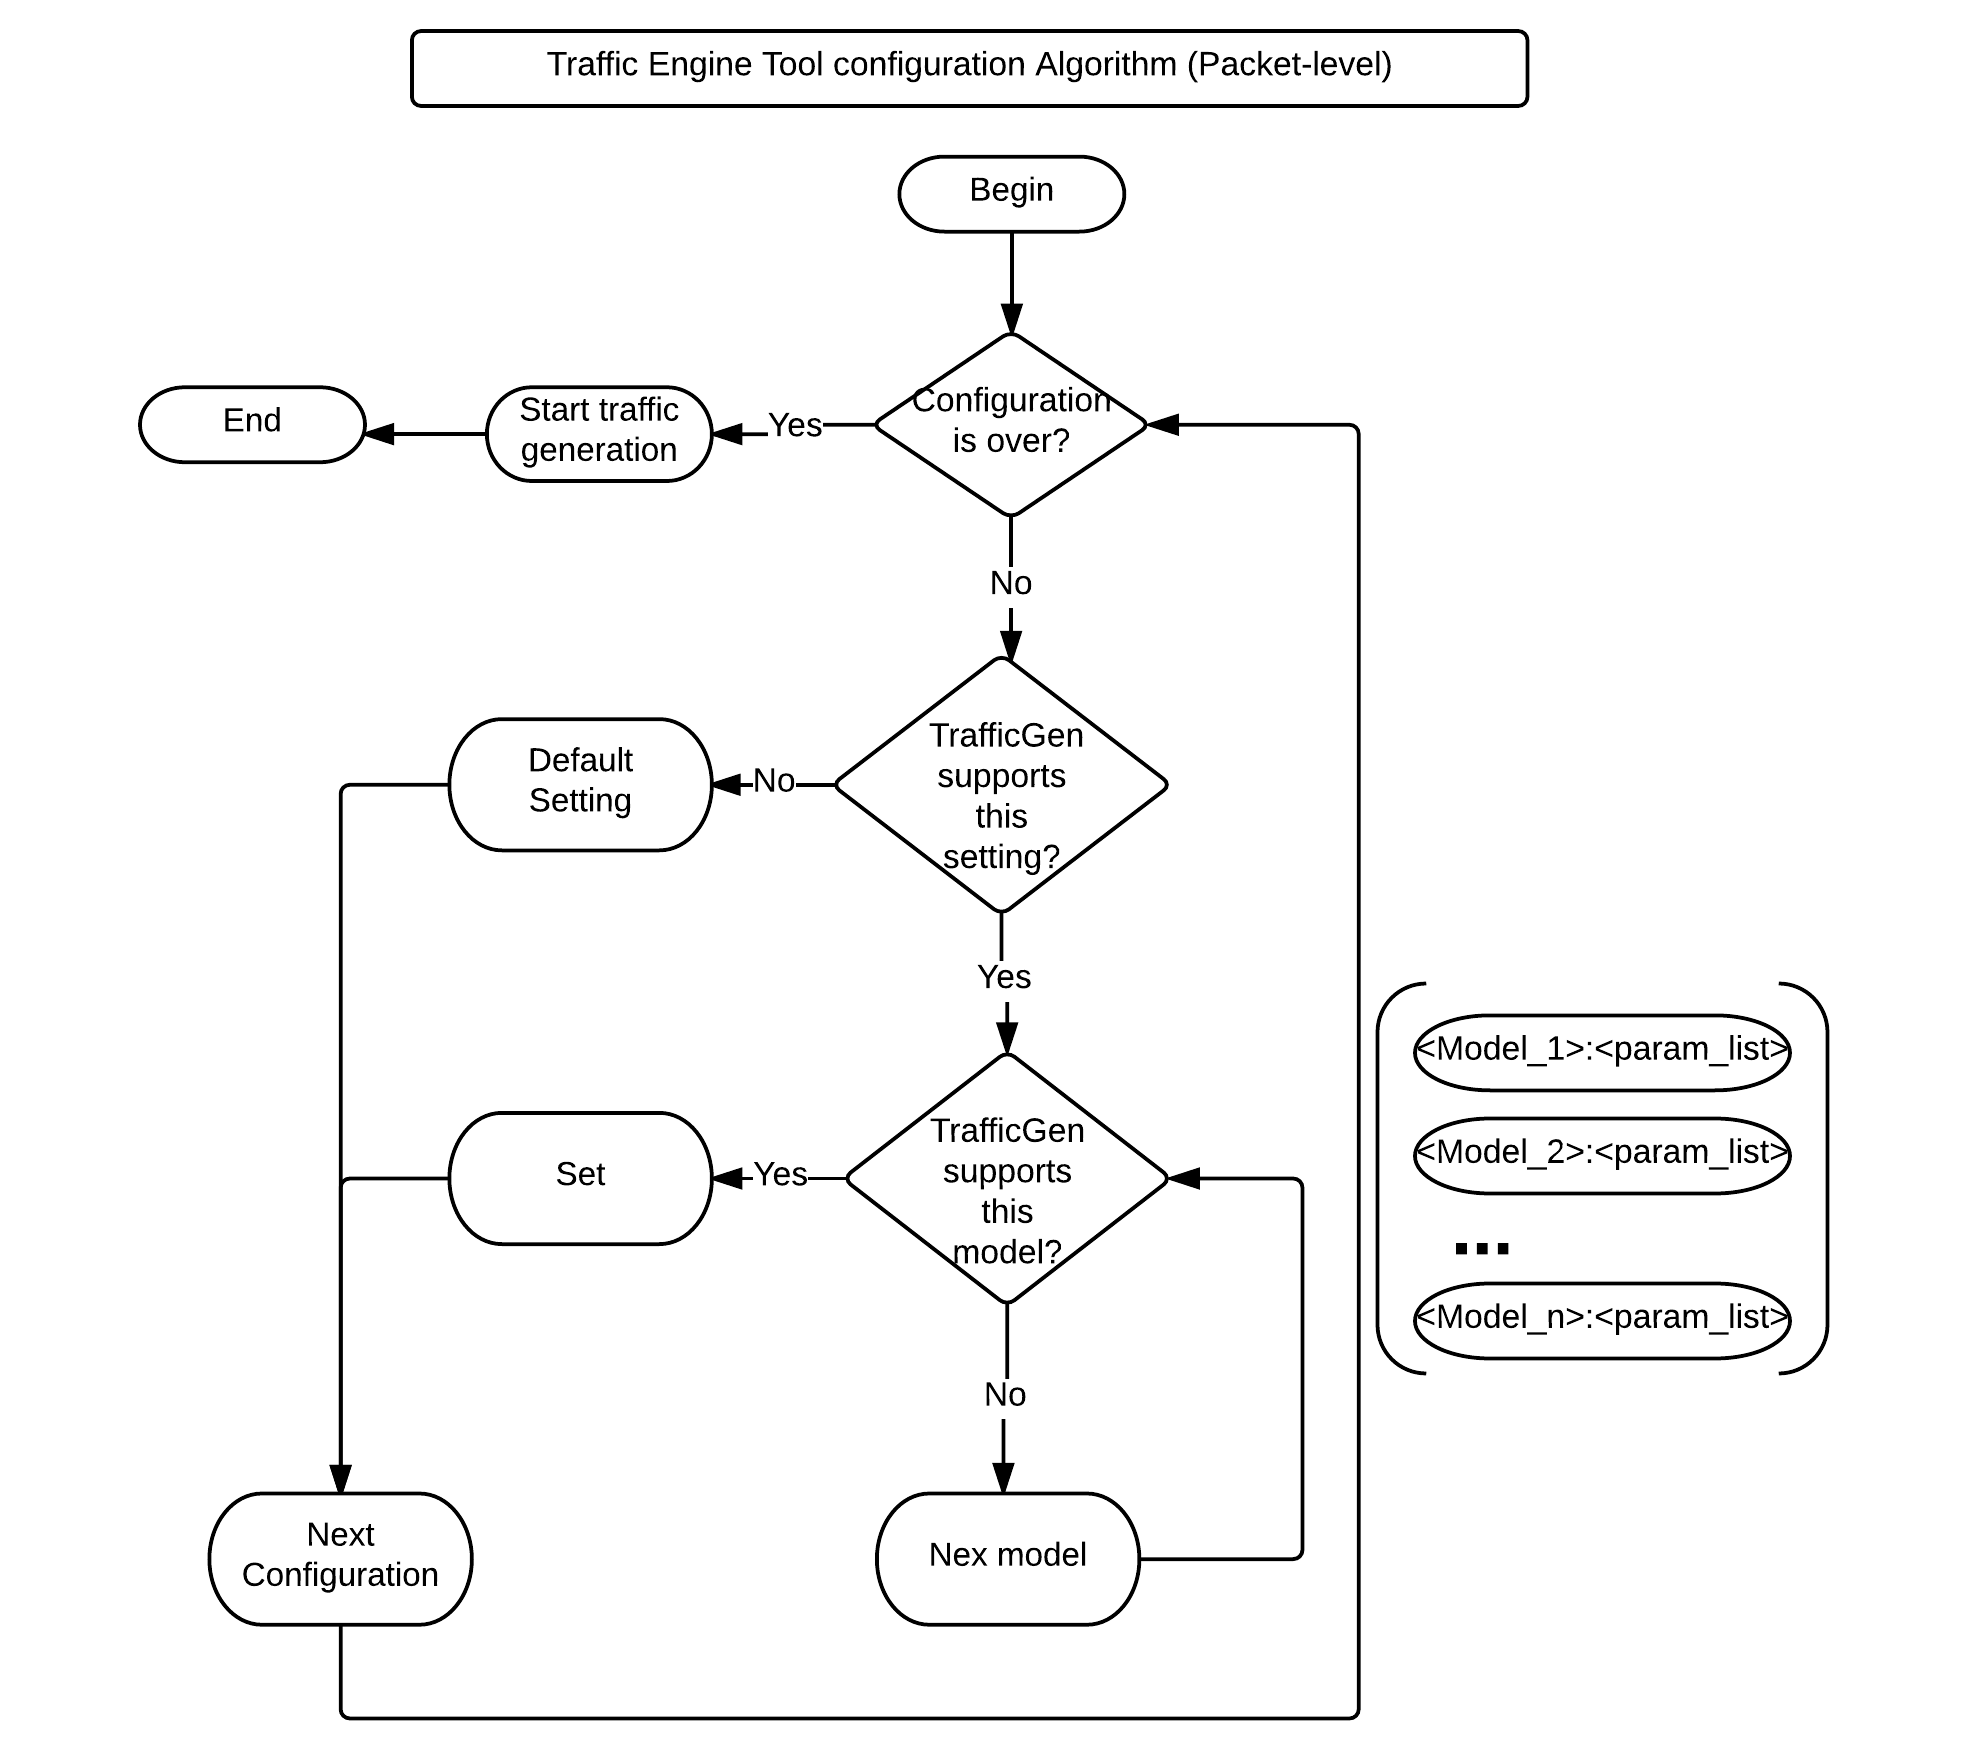 Traffic Engine Tool configuration Algorithm (Packet-level)
Begin
Configuration
is over?
Yes
Start traffic
generation
End
No
TrafficGen
supports
this
setting?
No
Default
Setting
Yes
TrafficGen
supports
this
model?
Yes
Set
No
Nex model
Next
Configuration
<Model_1>:<param_list>
<Model_2>:<param_list>
...
<Model_n>:<param_list>